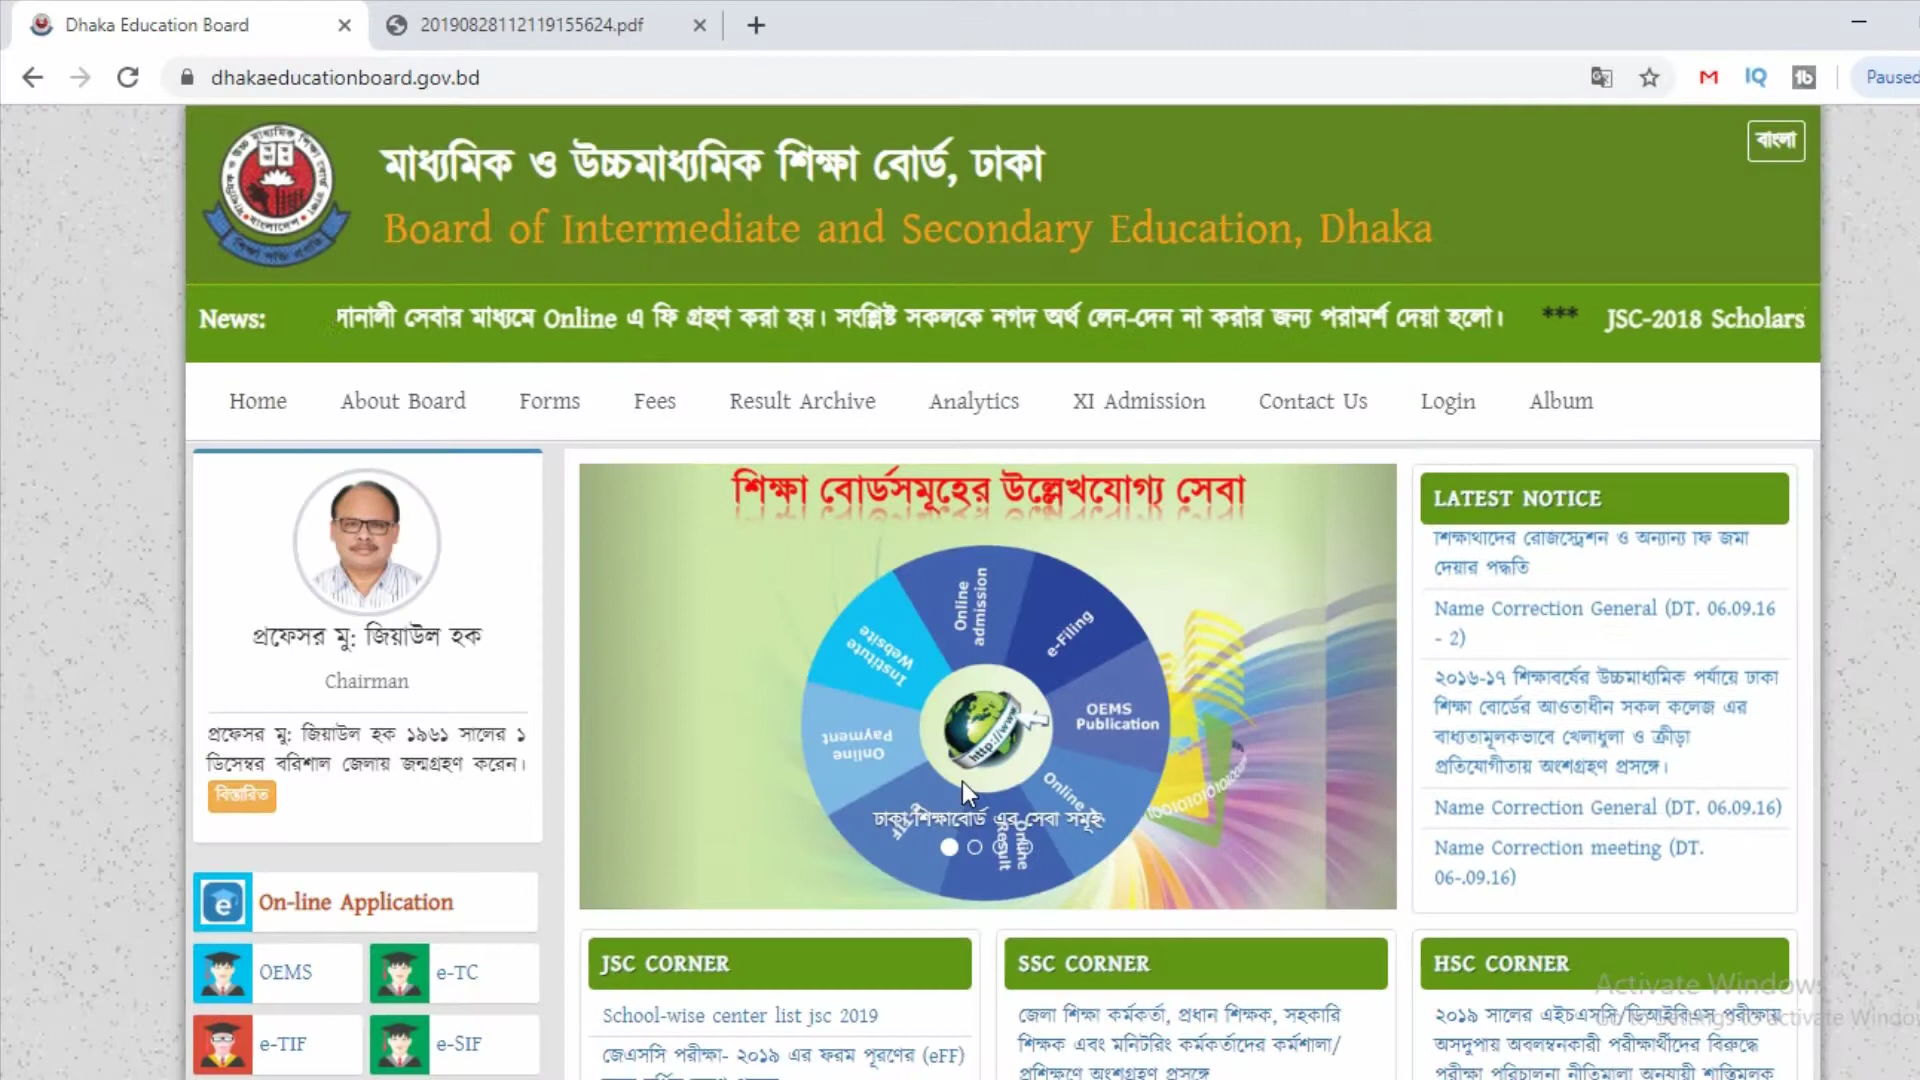 Dhaka Education Board
20190828112119155624.pdf
dhakaeducationboard.gov.bd
Paused
মাধ্যমিক ও উচ্চমাধ্যমিক শিক্ষা বোর্ড, ঢাকা
Board of Intermediate and Secondary Education, Dhaka
বাংলা
News:
সেবার মাধ্যমে Online এ ফি গ্রহণ করা হয়। সংশ্লিষ্ট সকলকে নগদ অর্থ লেন-দেন না করার জন্য পরামর্শ দেয়া হলো।
*** JSC-2018 Scholars
Home
About Board
Forms
Fees
Result Archive
Analytics
XI Admission
Contact Us
Login
Album
প্রফেসর মু: জিয়াউল হক
Chairman
প্রফেসর মু: জিয়াউল হক ১৯৬১ সালের ১
ডিসেম্বর বরিশাল জেলায় জন্মগ্রহণ করেন।
বিস্তারিত
On-line Application
OEMS
e-TC
e-TIF
e-SIF
শিক্ষা বোর্ডসমূহের উল্লেখযোগ্য সেবা
Online admission
e-Filing
OEMS Publication
Online
Online Result
Online Payment
Institute Website
http://www
ঢাকা শিক্ষাবোর্ড এর সেবা সমূহ
LATEST NOTICE
শিক্ষার্থীদের রেজিস্ট্রেশন ও অন্যান্য ফি জমা
দেয়ার পদ্ধতি
Name Correction General (DT. 06.09.16
- 2)
২০১৬-১৭ শিক্ষাবর্ষের উচ্চমাধ্যমিক পর্যায়ে ঢাকা
শিক্ষা বোর্ডের আওতাধীন সকল কলেজ এর
বাধ্যতামূলকভাবে খেলাধুলা ও ক্রীড়া
প্রতিযোগীতায় অংশগ্রহণ প্রসঙ্গে।
Name Correction General (DT. 06.09.16)
Name Correction meeting (DT.
06-.09.16)
JSC CORNER
School-wise center list jsc 2019
জেএসসি পরীক্ষা- ২০১৯ এর ফরম পূরণের (eFF)
SSC CORNER
জেলা শিক্ষা কর্মকর্তা, প্রধান শিক্ষক, সহকারি
শিক্ষক এবং মনিটরিং কর্মকর্তাদের কর্মশালা/
প্রশিক্ষণে অংশগ্রহণ প্রসঙ্গে
HSC CORNER
২০১৯ সালের এইচএসসি/ডিআইবিএস পরীক্ষায়
অসদুপায় অবলম্বনকারী পরীক্ষার্থীদের বিরুদ্ধে
পরীক্ষা পরিচালনা নীতিমালা অনুযায়ী শাস্তিমূলক
Activate Windows